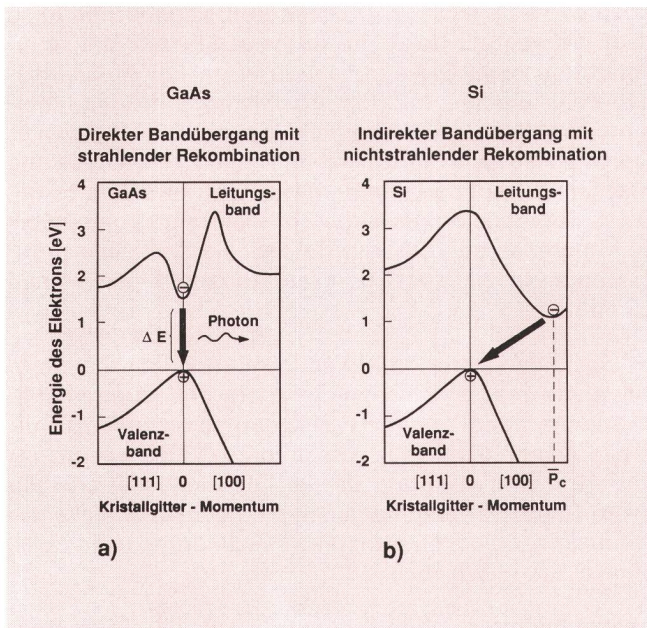 GaAs
Direkter Bandübergang mit
strahlender Rekombination
Energie des Elektrons [eV]
4
3
2
1
0
-1
-2
GaAs
Leitungs-
band
⊖
Δ E
Photon
⊕
Valenz-
band
[111] 0 [100]
Kristallgitter - Momentum
a)
Si
Indirekter Bandübergang mit
nichtstrahlender Rekombination
4
3
2
1
0
-1
-2
Si
Leitungs-
band
⊖
⊕
Valenz-
band
[111] 0 [100] P̅c
Kristallgitter - Momentum
b)